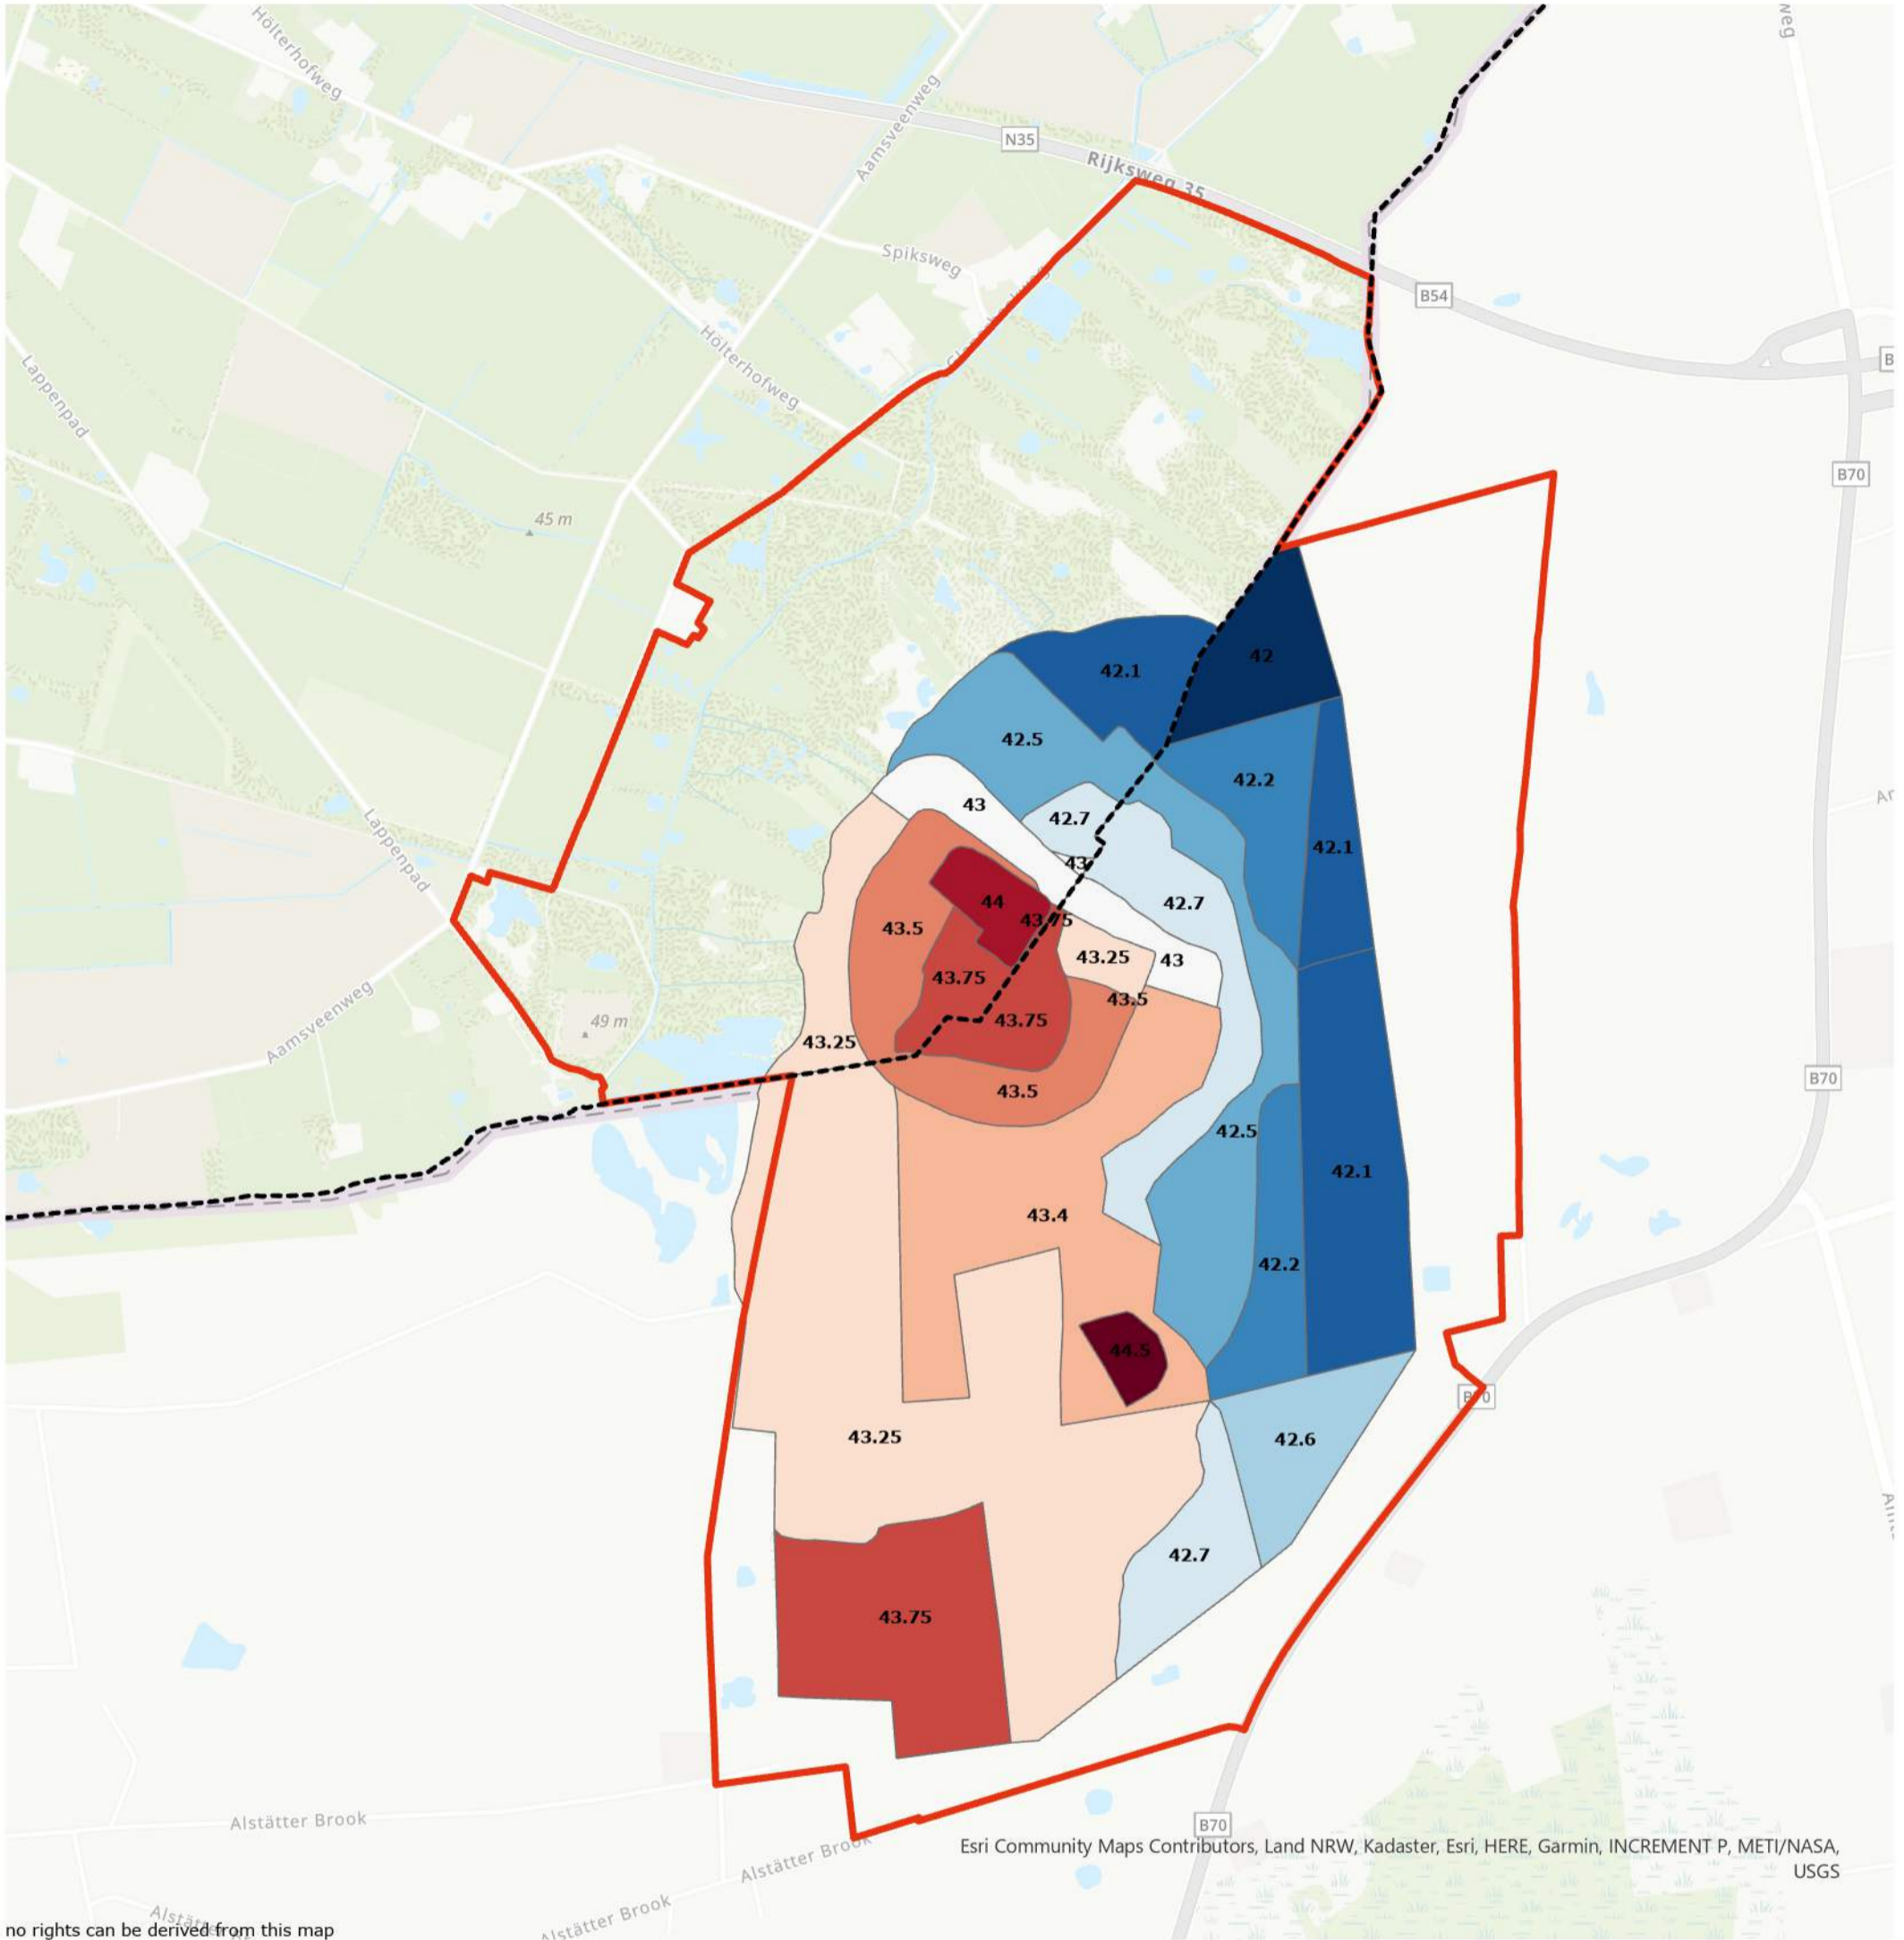 Hölterhofweg
Aamsveenweg
N35
Rijksweg 35
weg
Spiksweg
B54
Hölterhofweg
Lappenpad
B
B70
45 m
42
42.1
42.5
42.2
43
42.7
42.1
Lappenpad
43
44
42.7
43.75
43.5
43.25
43
43.75
43.5
49 m
43.75
Aamsveenweg
43.25
B70
43.5
42.5
42.1
43.4
42.2
44.5
43.25
42.6
42.7
43.75
Alstätter Brook
B70
Alstätter Brook
Esri Community Maps Contributors, Land NRW, Kadaster, Esri, HERE, Garmin, INCREMENT P, METI/NASA,
USGS
Alstätter Brook
no rights can be derived from this map